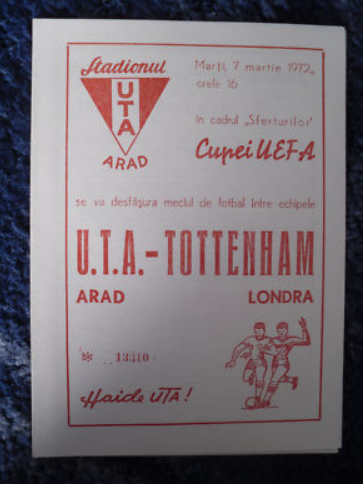 Stadionul
UTA
ARAD
Marți, 7 martie 1972,
orele 16
în cadrul „Sferturilor”
Cupei UEFA
se va desfășura meciul de fotbal între echipele
U.T.A. - TOTTENHAM
ARAD LONDRA
✻ 13310
Haide UTA!